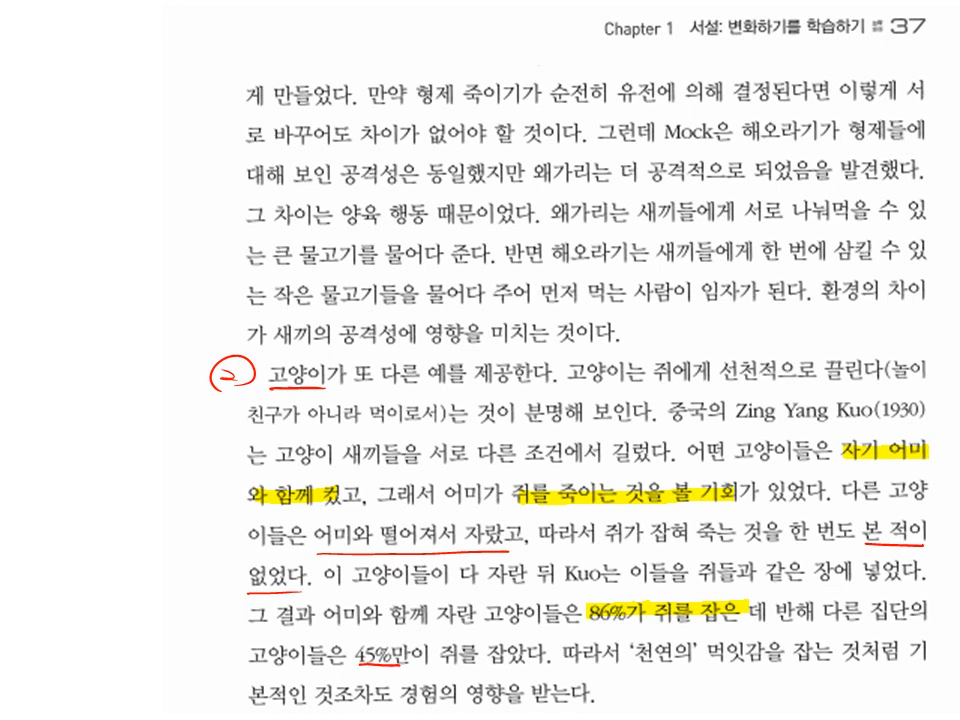 Chapter 1 서설: 변화하기를 학습하기 37
게 만들었다. 만약 형제 죽이기가 순전히 유전에 의해 결정된다면 이렇게 서
로 바꾸어도 차이가 없어야 할 것이다. 그런데 Mock은 해오라기가 형제들에
대해 보인 공격성은 동일했지만 왜가리는 더 공격적으로 되었음을 발견했다.
그 차이는 양육 행동 때문이었다. 왜가리는 새끼들에게 서로 나눠먹을 수 있
는 큰 물고기를 물어다 준다. 반면 해오라기는 새끼들에게 한 번에 삼킬 수 있
는 작은 물고기들을 물어다 주어 먼저 먹는 사람이 임자가 된다. 환경의 차이
가 새끼의 공격성에 영향을 미치는 것이다.
2 고양이가 또 다른 예를 제공한다. 고양이는 쥐에게 선천적으로 끌린다(놀이
친구가 아니라 먹이로서)는 것이 분명해 보인다. 중국의 Zing Yang Kuo(1930)
는 고양이 새끼들을 서로 다른 조건에서 길렀다. 어떤 고양이들은 자기 어미
와 함께 컸고, 그래서 어미가 쥐를 죽이는 것을 볼 기회가 있었다. 다른 고양
이들은 어미와 떨어져서 자랐고, 따라서 쥐가 잡혀 죽는 것을 한 번도 본 적이
없었다. 이 고양이들이 다 자란 뒤 Kuo는 이들을 쥐들과 같은 장에 넣었다.
그 결과 어미와 함께 자란 고양이들은 86%가 쥐를 잡은 데 반해 다른 집단의
고양이들은 45%만이 쥐를 잡았다. 따라서 ‘천연의’ 먹잇감을 잡는 것처럼 기
본적인 것조차도 경험의 영향을 받는다.